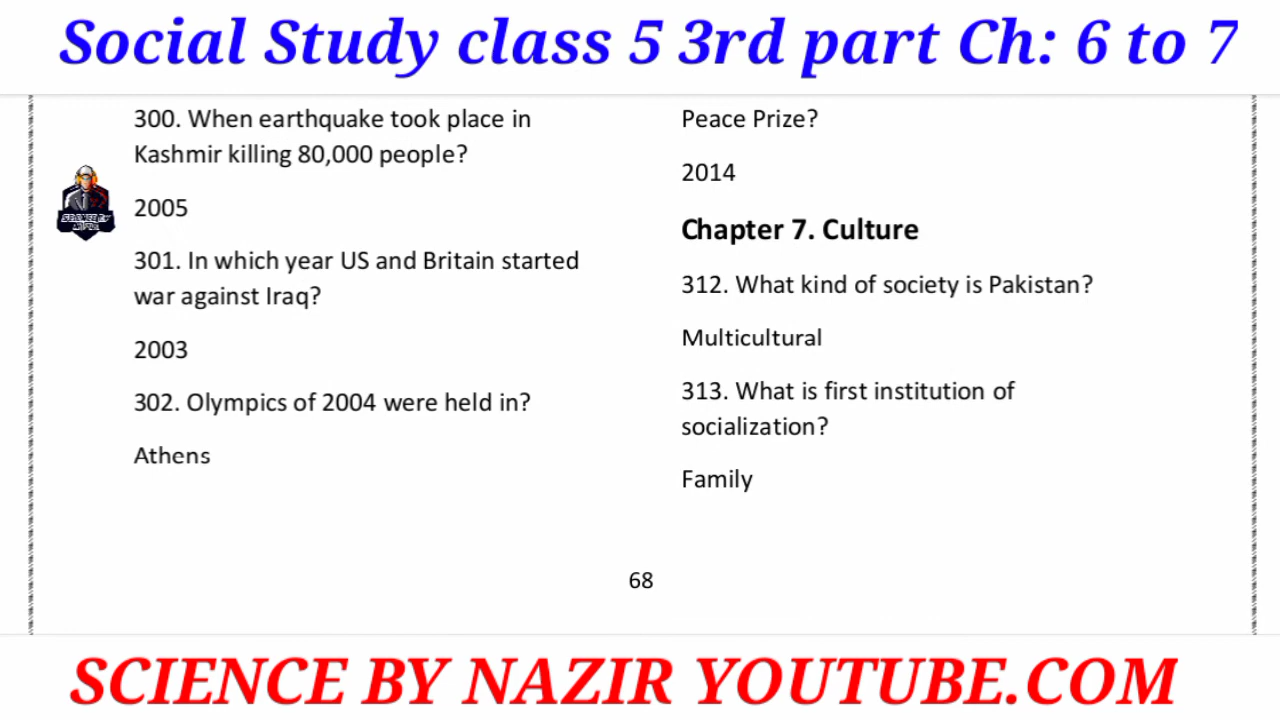 Social Study class 5 3rd part Ch: 6 to 7
300. When earthquake took place in
Kashmir killing 80,000 people?
2005
301. In which year US and Britain started
war against Iraq?
2003
302. Olympics of 2004 were held in?
Athens
Peace Prize?
2014
Chapter 7. Culture
312. What kind of society is Pakistan?
Multicultural
313. What is first institution of
socialization?
Family
68
SCIENCE BY NAZIR YOUTUBE.COM